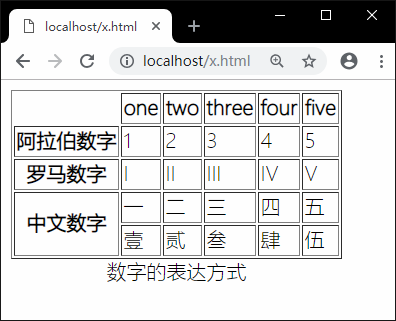 localhost/x.html
localhost/x.html
one two three four five
阿拉伯数字 1 2 3 4 5
罗马数字 I II III IV V
中文数字 一 二 三 四 五
壹 贰 叁 肆 伍
数字的表达方式